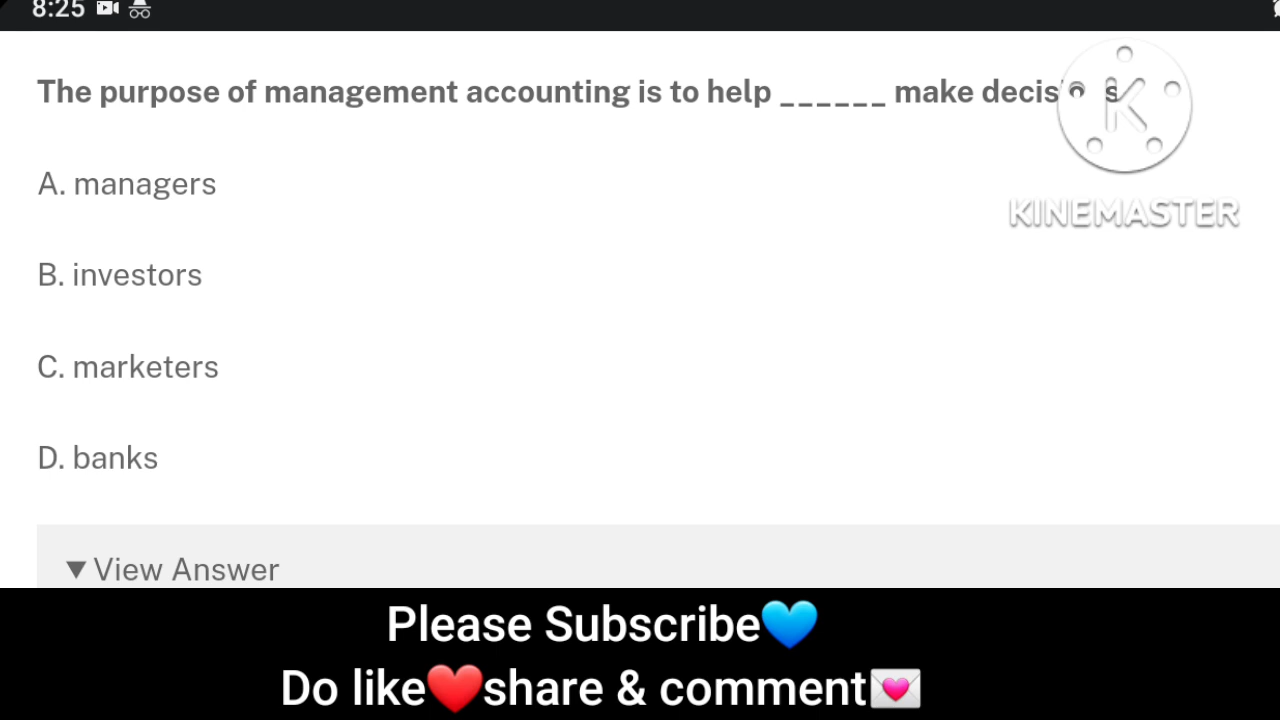 8:25
The purpose of management accounting is to help ______ make decisions
A. managers
B. investors
C. marketers
D. banks
▼ View Answer
KINEMASTER
Please Subscribe💙
Do like❤️share & comment💌